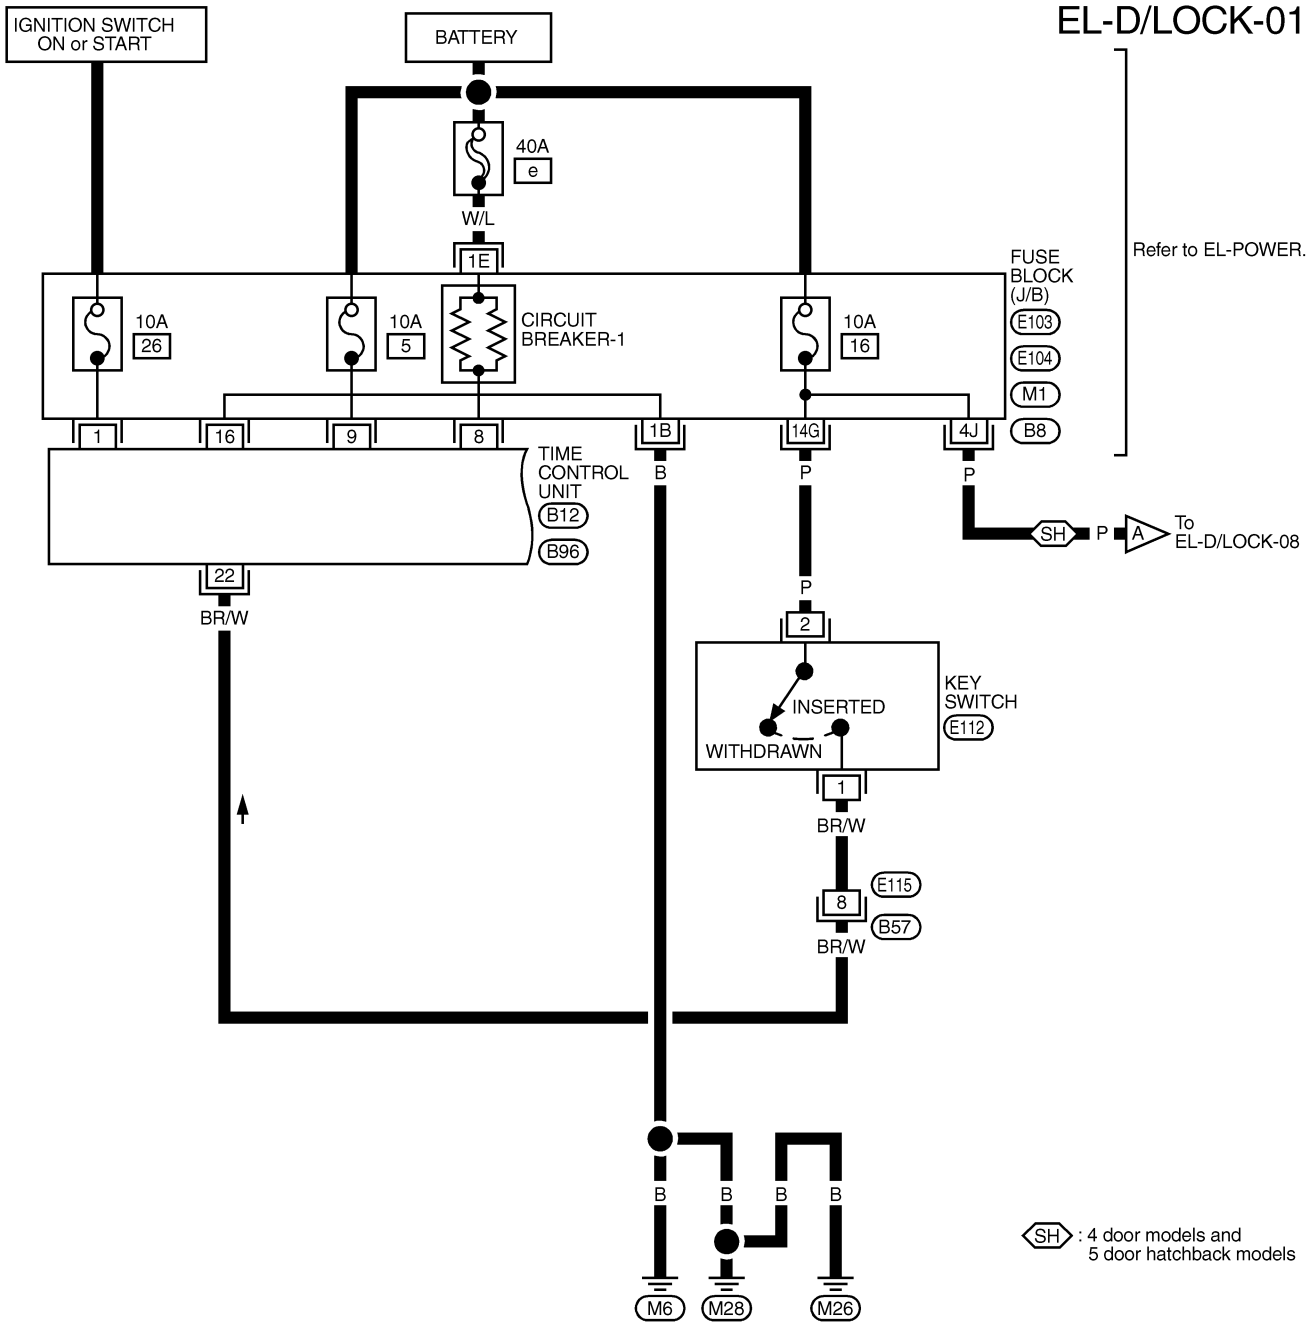 EL-D/LOCK-01
IGNITION SWITCH
ON or START
BATTERY
40A
e
W/L
1E
Refer to EL-POWER.
FUSE
BLOCK
(J/B)
E103
E104
M1
B8
10A
26
10A
5
CIRCUIT
BREAKER-1
10A
16
1
16
9
8
1B
14G
4J
TIME
CONTROL
UNIT
B12
B96
B
P
P
SH
P
A
To
EL-D/LOCK-08
22
BR/W
P
2
KEY
SWITCH
E112
INSERTED
WITHDRAWN
1
BR/W
E115
8
B57
BR/W
B
B
B
B
M6
M28
M26
SH
: 4 door models and
5 door hatchback models